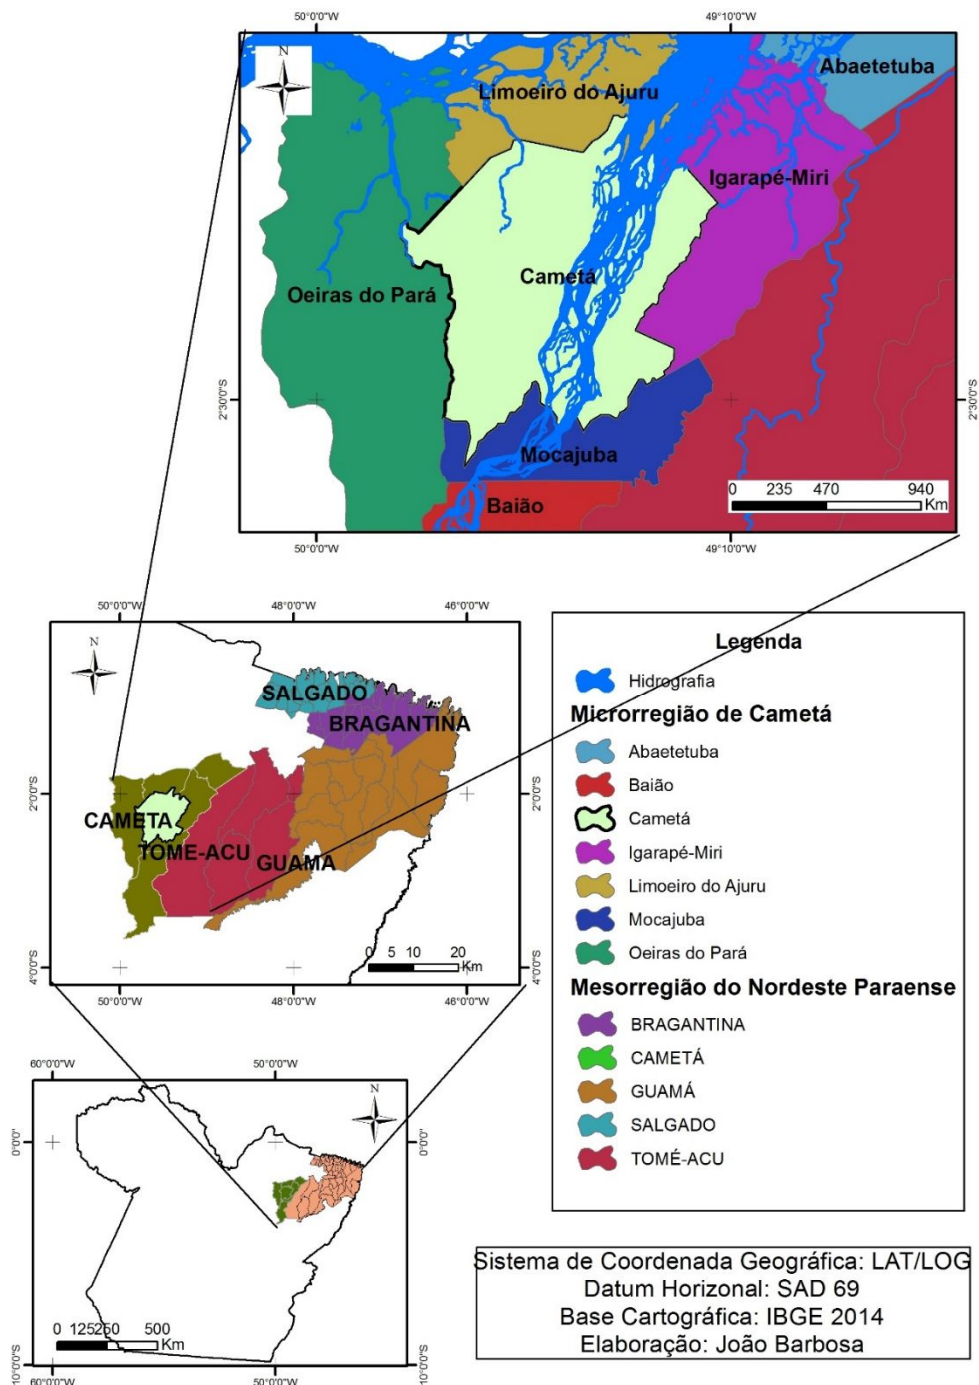 50°0'0"W 49°10'0"W
N
Abaetetuba
Limoeiro do Ajuru
Igarapé-Miri
Cametá
Oeiras do Pará
2°30'0"S 2°30'0"S
Mocajuba
0 235 470 940
Km
Baião
50°0'0"W 49°10'0"W
50°0'0"W 48°0'0"W 46°0'0"W
N
SALGADO
BRAGANTINA
2°0'0"S 2°0'0"S
CAMETA
TOME-ACU
GUAMA
0 5 10 20
Km
4°0'0"S 4°0'0"S
50°0'0"W 48°0'0"W 46°0'0"W
Legenda
Hidrografia
Microrregião de Cametá
Abaetetuba
Baião
Cametá
Igarapé-Miri
Limoeiro do Ajuru
Mocajuba
Oeiras do Pará
Mesorregião do Nordeste Paraense
BRAGANTINA
CAMETÁ
GUAMÁ
SALGADO
TOMÉ-ACU
60°0'0"W 50°0'0"W
N
0°0'0" 0°0'0"
0 125 250 500
Km
10°0'0"S 10°0'0"S
60°0'0"W 50°0'0"W
Sistema de Coordenada Geográfica: LAT/LOG
Datum Horizonal: SAD 69
Base Cartográfica: IBGE 2014
Elaboração: João Barbosa